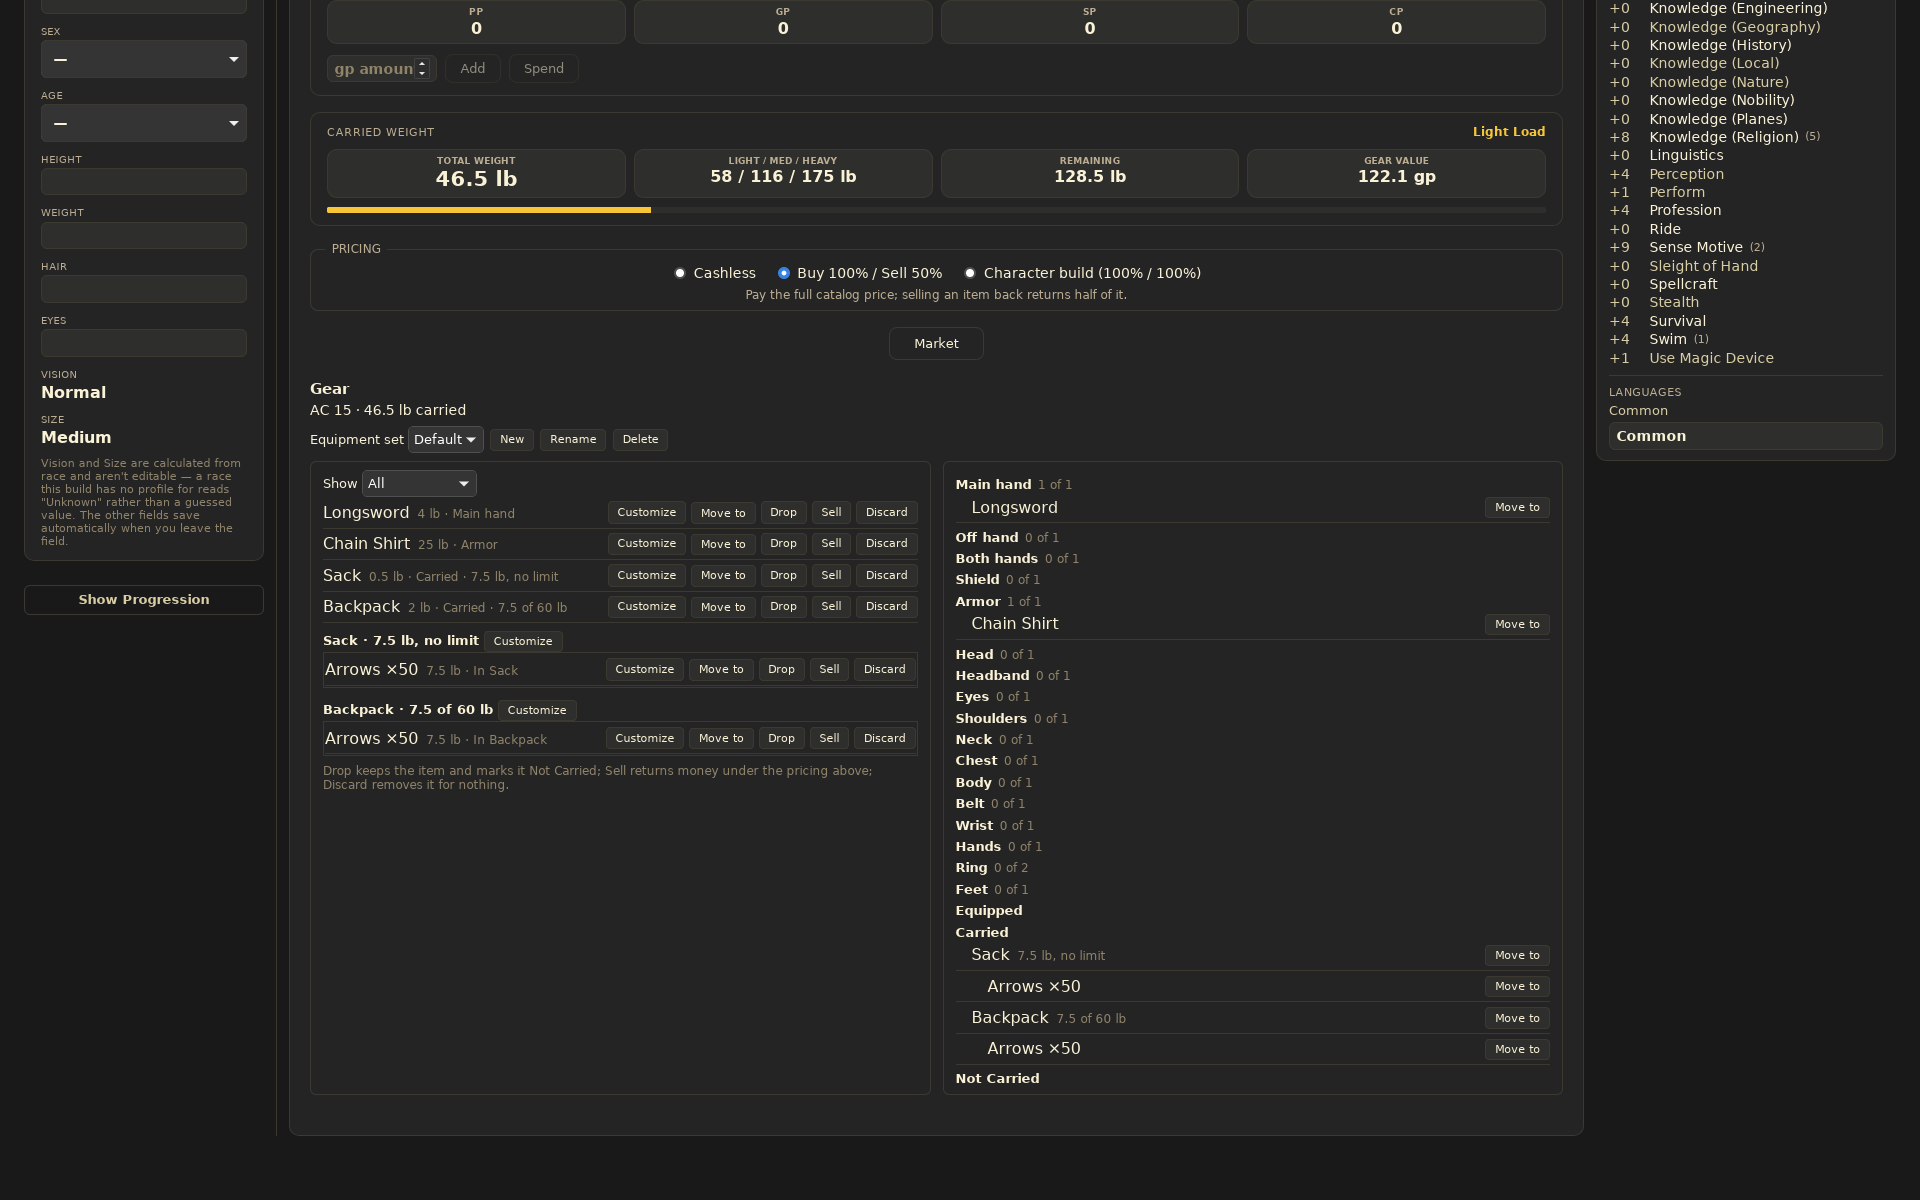 SEX
—
AGE
—
HEIGHT
WEIGHT
HAIR
EYES
VISION
Normal
SIZE
Medium
Vision and Size are calculated from
race and aren't editable — a race
this build has no profile for reads
"Unknown" rather than a guessed
value. The other fields save
automatically when you leave the
field.
Show Progression
PP
0
GP
0
SP
0
CP
0
gp amoun
Add
Spend
CARRIED WEIGHT
Light Load
TOTAL WEIGHT
46.5 lb
LIGHT / MED / HEAVY
58 / 116 / 175 lb
REMAINING
128.5 lb
GEAR VALUE
122.1 gp
PRICING
Cashless
Buy 100% / Sell 50%
Character build (100% / 100%)
Pay the full catalog price; selling an item back returns half of it.
Market
Gear
AC 15 · 46.5 lb carried
Equipment set Default New Rename Delete
Show All
Longsword 4 lb · Main hand Customize Move to Drop Sell Discard
Chain Shirt 25 lb · Armor Customize Move to Drop Sell Discard
Sack 0.5 lb · Carried · 7.5 lb, no limit Customize Move to Drop Sell Discard
Backpack 2 lb · Carried · 7.5 of 60 lb Customize Move to Drop Sell Discard
Sack · 7.5 lb, no limit Customize
Arrows ×50 7.5 lb · In Sack Customize Move to Drop Sell Discard
Backpack · 7.5 of 60 lb Customize
Arrows ×50 7.5 lb · In Backpack Customize Move to Drop Sell Discard
Drop keeps the item and marks it Not Carried; Sell returns money under the pricing above;
Discard removes it for nothing.
Main hand 1 of 1
Longsword Move to
Off hand 0 of 1
Both hands 0 of 1
Shield 0 of 1
Armor 1 of 1
Chain Shirt Move to
Head 0 of 1
Headband 0 of 1
Eyes 0 of 1
Shoulders 0 of 1
Neck 0 of 1
Chest 0 of 1
Body 0 of 1
Belt 0 of 1
Wrist 0 of 1
Hands 0 of 1
Ring 0 of 2
Feet 0 of 1
Equipped
Carried
Sack 7.5 lb, no limit Move to
Arrows ×50 Move to
Backpack 7.5 of 60 lb Move to
Arrows ×50 Move to
Not Carried
+0 Knowledge (Engineering)
+0 Knowledge (Geography)
+0 Knowledge (History)
+0 Knowledge (Local)
+0 Knowledge (Nature)
+0 Knowledge (Nobility)
+0 Knowledge (Planes)
+8 Knowledge (Religion) (5)
+0 Linguistics
+4 Perception
+1 Perform
+4 Profession
+0 Ride
+9 Sense Motive (2)
+0 Sleight of Hand
+0 Spellcraft
+0 Stealth
+4 Survival
+4 Swim (1)
+1 Use Magic Device
LANGUAGES
Common
Common